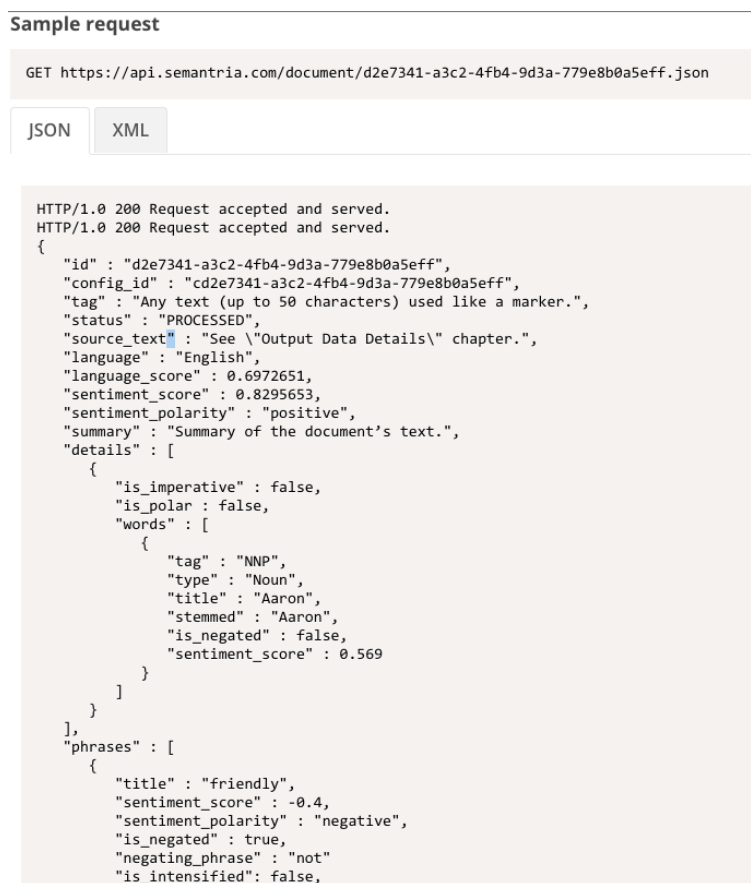 Sample request
GET https://api.semantria.com/document/d2e7341-a3c2-4fb4-9d3a-779e8b0a5eff.json
JSON XML
HTTP/1.0 200 Request accepted and served.
HTTP/1.0 200 Request accepted and served.
{
"id" : "d2e7341-a3c2-4fb4-9d3a-779e8b0a5eff",
"config_id" : "cd2e7341-a3c2-4fb4-9d3a-779e8b0a5eff",
"tag" : "Any text (up to 50 characters) used like a marker.",
"status" : "PROCESSED",
"source_text" : "See \"Output Data Details\" chapter.",
"language" : "English",
"language_score" : 0.6972651,
"sentiment_score" : 0.8295653,
"sentiment_polarity" : "positive",
"summary" : "Summary of the document’s text.",
"details" : [
{
"is_imperative" : false,
"is_polar : false,
"words" : [
{
"tag" : "NNP",
"type" : "Noun",
"title" : "Aaron",
"stemmed" : "Aaron",
"is_negated" : false,
"sentiment_score" : 0.569
}
]
}
],
"phrases" : [
{
"title" : "friendly",
"sentiment_score" : -0.4,
"sentiment_polarity" : "negative",
"is_negated" : true,
"negating_phrase" : "not"
"is_intensified": false,